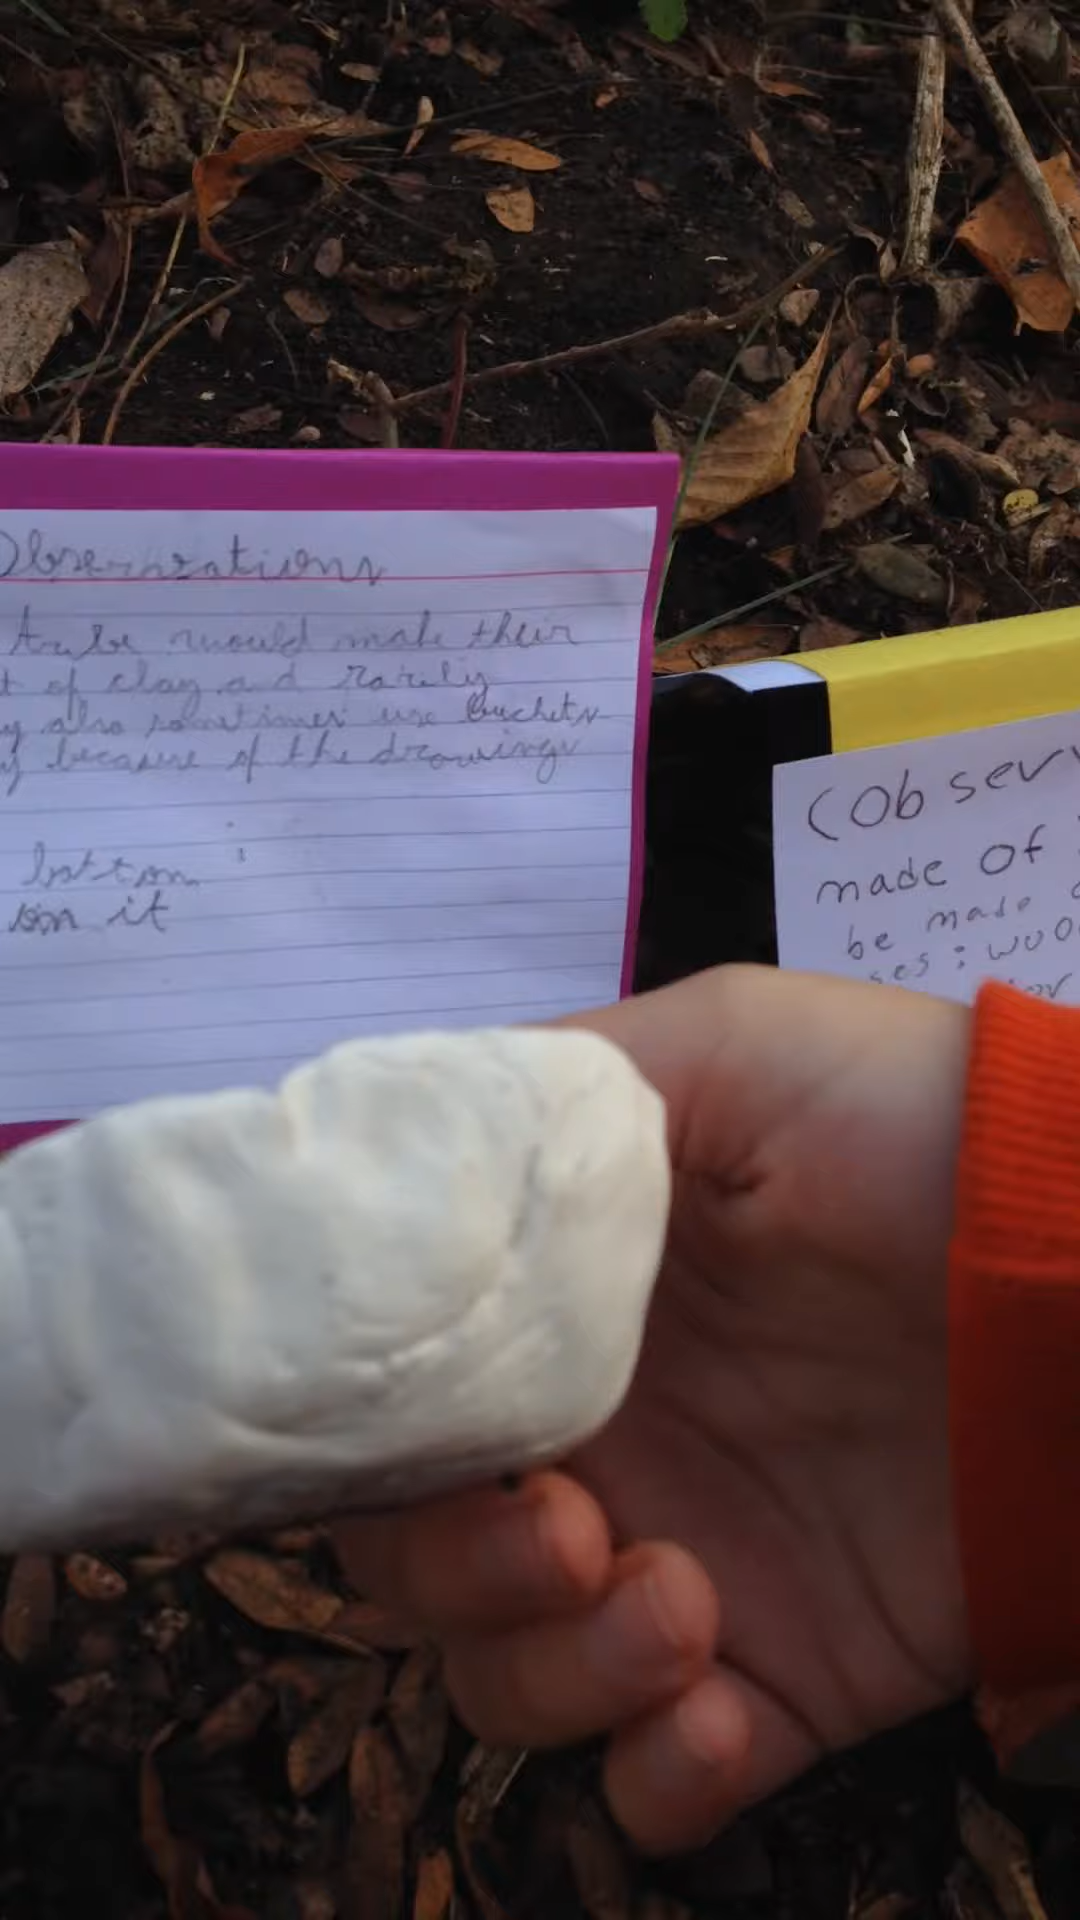 Observations
tribe would make their
t of clay and rarely
y also sometimes use buckets
y because of the drawings
bottom
on it
(Observ
made of
be made
ses: woo